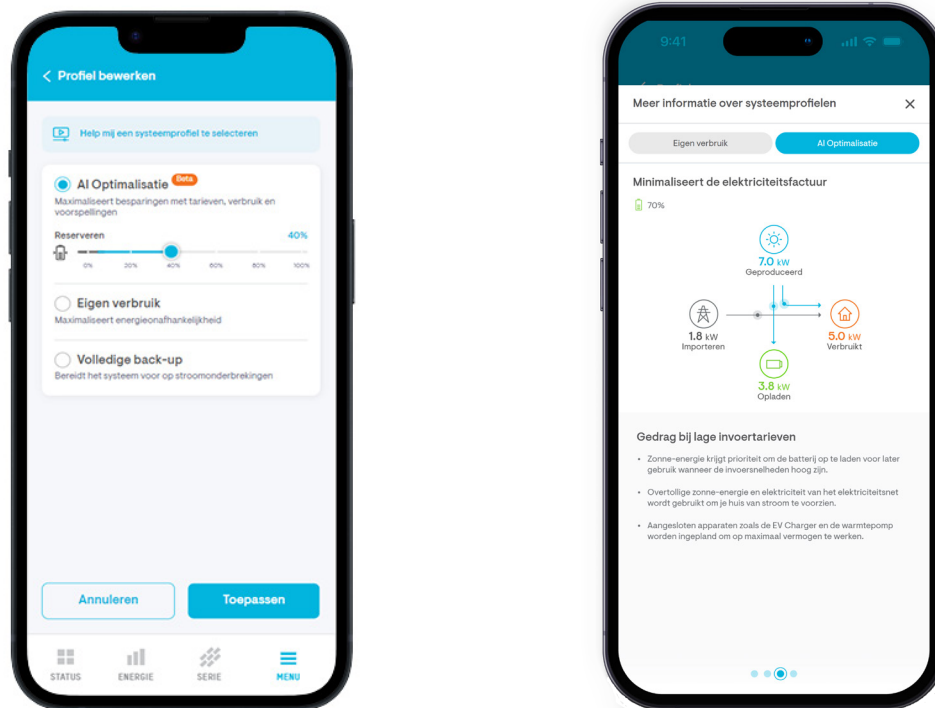 Profiel bewerken
Help mij een systeemprofiel te selecteren
AI Optimalisatie Beta
Maximaliseert besparingen met tarieven, verbruik en
voorspellingen
Reserveren 40%
0% 20% 40% 60% 80% 100%
Eigen verbruik
Maximaliseert energieonafhankelijkheid
Volledige back-up
Bereidt het systeem voor op stroomonderbrekingen
Annuleren Toepassen
STATUS ENERGIE SERIE MENU
9:41
Meer informatie over systeemprofielen
Eigen verbruik AI Optimalisatie
Minimaliseert de elektriciteitsfactuur
70%
7.0 kW
Geproduceerd
1.8 kW
Importeren
5.0 kW
Verbruikt
3.8 kW
Opladen
Gedrag bij lage invoertarieven
• Zonne-energie krijgt prioriteit om de batterij op te laden voor later
gebruik wanneer de invoersnelheden hoog zijn.
• Overtollige zonne-energie en elektriciteit van het elektriciteitsnet
wordt gebruikt om je huis van stroom te voorzien.
• Aangesloten apparaten zoals de EV Charger en de warmtepomp
worden ingepland om op maximaal vermogen te werken.